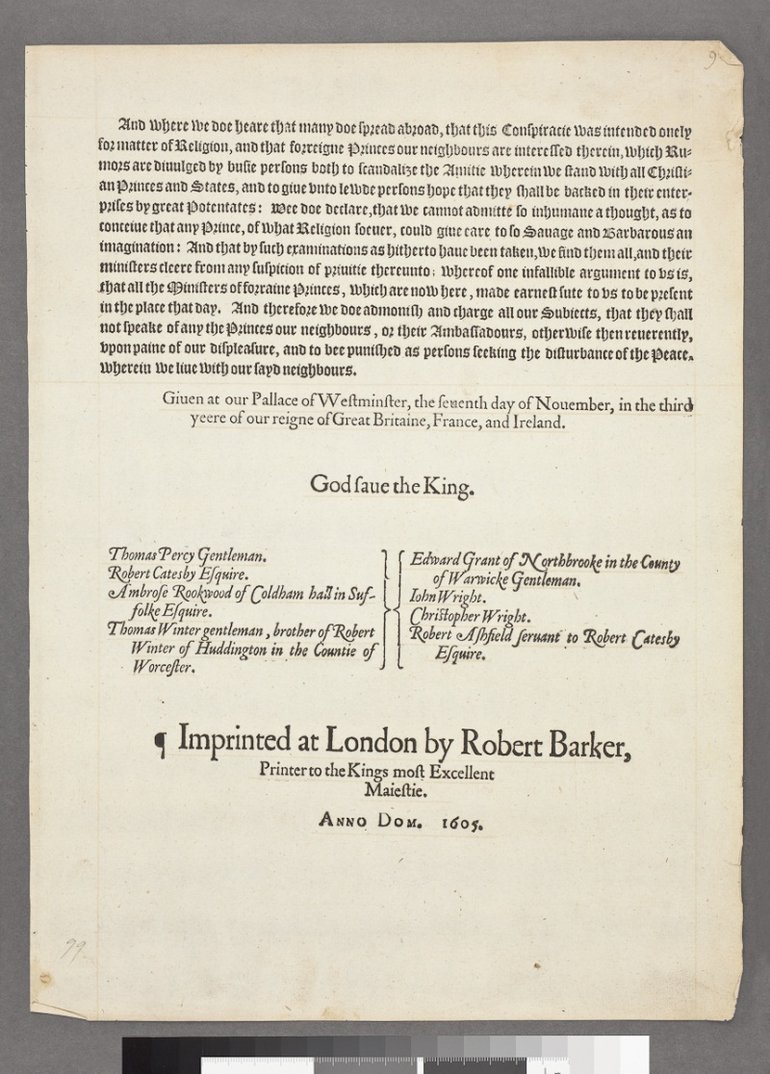 9
And where we doe heare that many doe spread abroad, that this Conspiracie was intended onely
for matter of Religion, and that forreigne Princes our neighbours are interessed therein, which Ru-
mors are diuulged by busie persons both to scandalize the Amitie wherein we stand with all Christi-
an Princes and States, and to giue vnto lewde persons hope that they shall be backed in their enter-
prises by great Potentates: Wee doe declare, that we cannot admitte so inhumane a thought, as to
conceiue that any Prince, of what Religion soeuer, could giue eare to so Sauage and Barbarous an
imagination: And that by such examinations as hitherto haue been taken, we find them all, and their
ministers cleere from any suspicion of priuitie thereunto: whereof one infallible argument to vs is,
that all the Ministers of forraine Princes, which are now here, made earnest sute to vs to be present
in the place that day. And therefore we doe admonish and charge all our Subiects, that they shall
not speake of any the Princes our neighbours, or their Ambassadours, otherwise then reuerently,
vpon paine of our displeasure, and to bee punished as persons seeking the disturbance of the Peace,
wherein we liue with our sayd neighbours.
Giuen at our Pallace of Westminster, the seuenth day of Nouember, in the third
yeere of our reigne of Great Britaine, France, and Ireland.
God saue the King.
Thomas Percy Gentleman.
Robert Catesby Esquire.
Ambrose Rookwood of Coldham hall in Suf-
folke Esquire.
Thomas Winter gentleman, brother of Robert
Winter of Huddington in the Countie of
Worcester.
Edward Grant of Northbrooke in the County
of Warwicke Gentleman.
Iohn Wright.
Christopher Wright.
Robert Ashfield seruant to Robert Catesby
Esquire.
¶ Imprinted at London by Robert Barker,
Printer to the Kings most Excellent
Maiestie.
ANNO DOM. 1605.
99